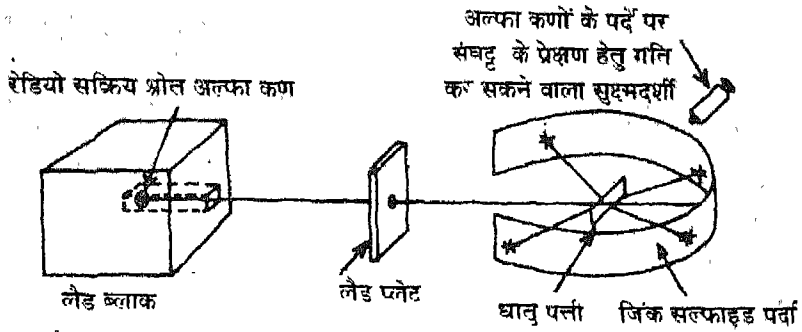 अल्फा कणों के पर्दे पर
संघट्ट के प्रेक्षण हेतु गति
कर सकने वाला सुक्ष्मदर्शी
रेडियो सक्रिय श्रोत अल्फा कण
लैड ब्लाक
लैड प्लेट
धातु पत्ती
जिंक सल्फाइड पर्दा